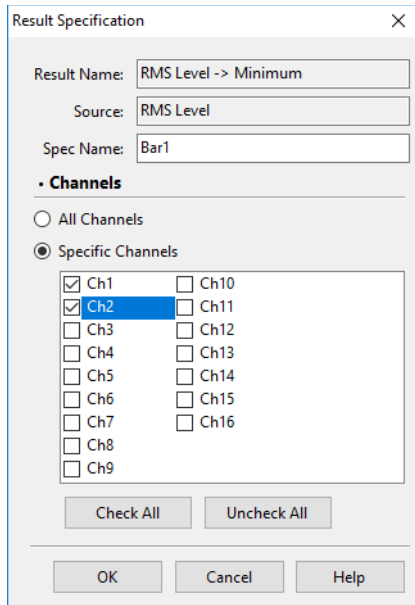 Result Specification
Result Name: RMS Level -> Minimum
Source: RMS Level
Spec Name: Bar1
• Channels
All Channels
Specific Channels
Ch1 Ch10
Ch2 Ch11
Ch3 Ch12
Ch4 Ch13
Ch5 Ch14
Ch6 Ch15
Ch7 Ch16
Ch8
Ch9
Check All Uncheck All
OK Cancel Help